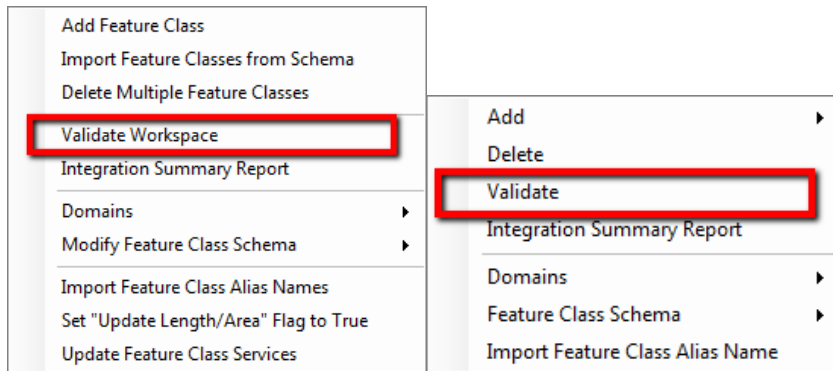 Add Feature Class
Import Feature Classes from Schema
Delete Multiple Feature Classes
Validate Workspace
Integration Summary Report
Domains
Modify Feature Class Schema
Import Feature Class Alias Names
Set "Update Length/Area" Flag to True
Update Feature Class Services
Add
Delete
Validate
Integration Summary Report
Domains
Feature Class Schema
Import Feature Class Alias Name